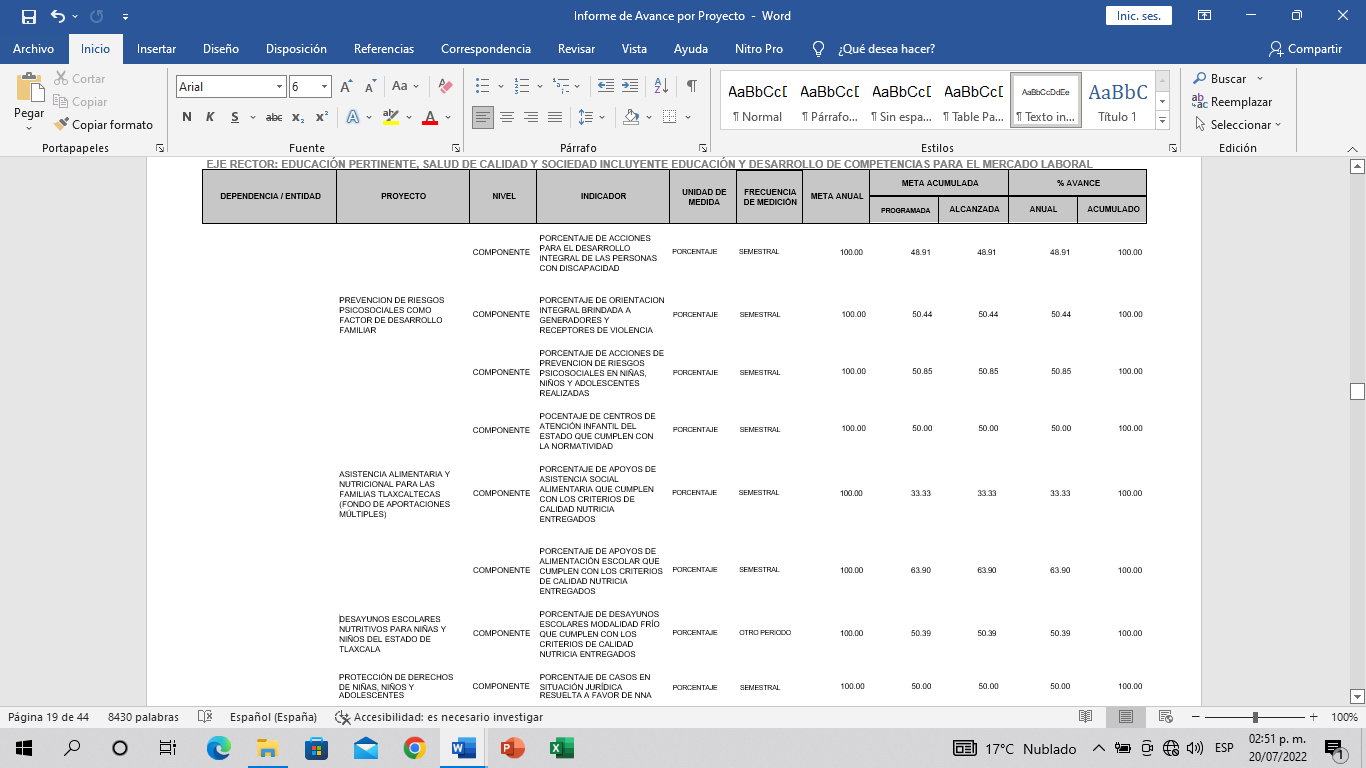 Informe de Avance por Proyecto - Word
Inic. ses.
Archivo Inicio Insertar Diseño Disposición Referencias Correspondencia Revisar Vista Ayuda Nitro Pro ¿Qué desea hacer? Compartir
Pegar
Cortar
Copiar
Copiar formato
Portapapeles
Arial 6
Fuente
Párrafo
AaBbCcD AaBbCcD AaBbCcD AaBbCcD AaBbCcDdEe AaBbC
¶ Normal ¶ Párrafo... ¶ Sin espa... ¶ Table Pa... ¶ Texto in... Título 1
Estilos
Buscar
Reemplazar
Seleccionar
Edición
EJE RECTOR: EDUCACIÓN PERTINENTE, SALUD DE CALIDAD Y SOCIEDAD INCLUYENTE EDUCACIÓN Y DESARROLLO DE COMPETENCIAS PARA EL MERCADO LABORAL
DEPENDENCIA / ENTIDAD
PROYECTO
NIVEL
INDICADOR
UNIDAD DE
MEDIDA
FRECUENCIA
DE MEDICIÓN
META ANUAL
META ACUMULADA
PROGRAMADA ALCANZADA
% AVANCE
ANUAL ACUMULADO
COMPONENTE
PORCENTAJE DE ACCIONES
PARA EL DESARROLLO
INTEGRAL DE LAS PERSONAS
CON DISCAPACIDAD
PORCENTAJE SEMESTRAL 100.00 48.91 48.91 48.91 100.00
PREVENCION DE RIESGOS
PSICOSOCIALES COMO
FACTOR DE DESARROLLO
FAMILIAR
COMPONENTE
PORCENTAJE DE ORIENTACION
INTEGRAL BRINDADA A
GENERADORES Y
RECEPTORES DE VIOLENCIA
PORCENTAJE SEMESTRAL 100.00 50.44 50.44 50.44 100.00
COMPONENTE
PORCENTAJE DE ACCIONES DE
PREVENCION DE RIESGOS
PSICOSOCIALES EN NIÑAS,
NIÑOS Y ADOLESCENTES
REALIZADAS
PORCENTAJE SEMESTRAL 100.00 50.85 50.85 50.85 100.00
COMPONENTE
POCENTAJE DE CENTROS DE
ATENCIÓN INFANTIL DEL
ESTADO QUE CUMPLEN CON
LA NORMATIVIDAD
PORCENTAJE SEMESTRAL 100.00 50.00 50.00 50.00 100.00
ASISTENCIA ALIMENTARIA Y
NUTRICIONAL PARA LAS
FAMILIAS TLAXCALTECAS
(FONDO DE APORTACIONES
MÚLTIPLES)
COMPONENTE
PORCENTAJE DE APOYOS DE
ASISTENCIA SOCIAL
ALIMENTARIA QUE CUMPLEN
CON LOS CRITERIOS DE
CALIDAD NUTRICIA
ENTREGADOS
PORCENTAJE SEMESTRAL 100.00 33.33 33.33 33.33 100.00
COMPONENTE
PORCENTAJE DE APOYOS DE
ALIMENTACIÓN ESCOLAR QUE
CUMPLEN CON LOS CRITERIOS
DE CALIDAD NUTRICIA
ENTREGADOS
PORCENTAJE SEMESTRAL 100.00 63.90 63.90 63.90 100.00
DESAYUNOS ESCOLARES
NUTRITIVOS PARA NIÑAS Y
NIÑOS DEL ESTADO DE
TLAXCALA
COMPONENTE
PORCENTAJE DE DESAYUNOS
ESCOLARES MODALIDAD FRÍO
QUE CUMPLEN CON LOS
CRITERIOS DE CALIDAD
NUTRICIA ENTREGADOS
PORCENTAJE OTRO PERIODO 100.00 50.39 50.39 50.39 100.00
PROTECCIÓN DE DERECHOS
DE NIÑAS, NIÑOS Y
ADOLESCENTES
COMPONENTE
PORCENTAJE DE CASOS EN
SITUACIÓN JURÍDICA
RESUELTA A FAVOR DE NNA
PORCENTAJE SEMESTRAL 100.00 50.00 50.00 50.00 100.00
Página 19 de 44 8430 palabras Español (España) Accesibilidad: es necesario investigar 100%
17°C Nublado ESP
02:51 p. m.
20/07/2022
1